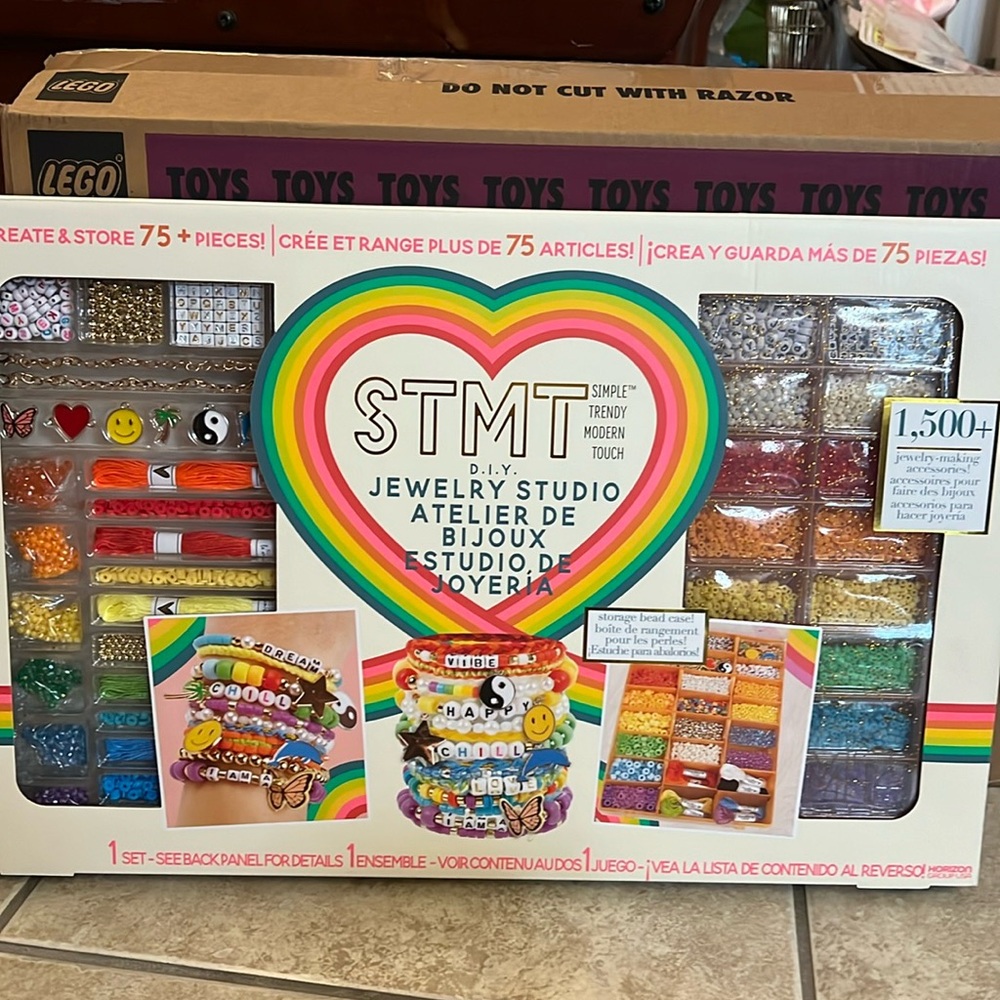 LEGO
DO NOT CUT WITH RAZOR
LEGO
TOYS TOYS TOYS TOYS TOYS TOYS TOYS TOYS
REATE & STORE 75 + PIECES! | CRÉE ET RANGE PLUS DE 75 ARTICLES! | ¡CREA Y GUARDA MÁS DE 75 PIEZAS!
STMT
SIMPLE™
TRENDY
MODERN
TOUCH
D.I.Y.
JEWELRY STUDIO
ATELIER DE
BIJOUX
ESTUDIO DE
JOYERÍA
1,500+
jewelry-making
accessories!
accessoires pour
faire des bijoux
accesorios para
hacer joyería
storage bead case!
boîte de rangement
pour les perles!
¡Estuche para abalorios!
DREAM
CHILL
I AM A
VIBE
HAPPY
CHILL
LOVE
I AM A
1 SET - SEE BACK PANEL FOR DETAILS 1 ENSEMBLE - VOIR CONTENU AU DOS 1 JUEGO - ¡VEA LA LISTA DE CONTENIDO AL REVERSO!
HORIZON
GROUP USA